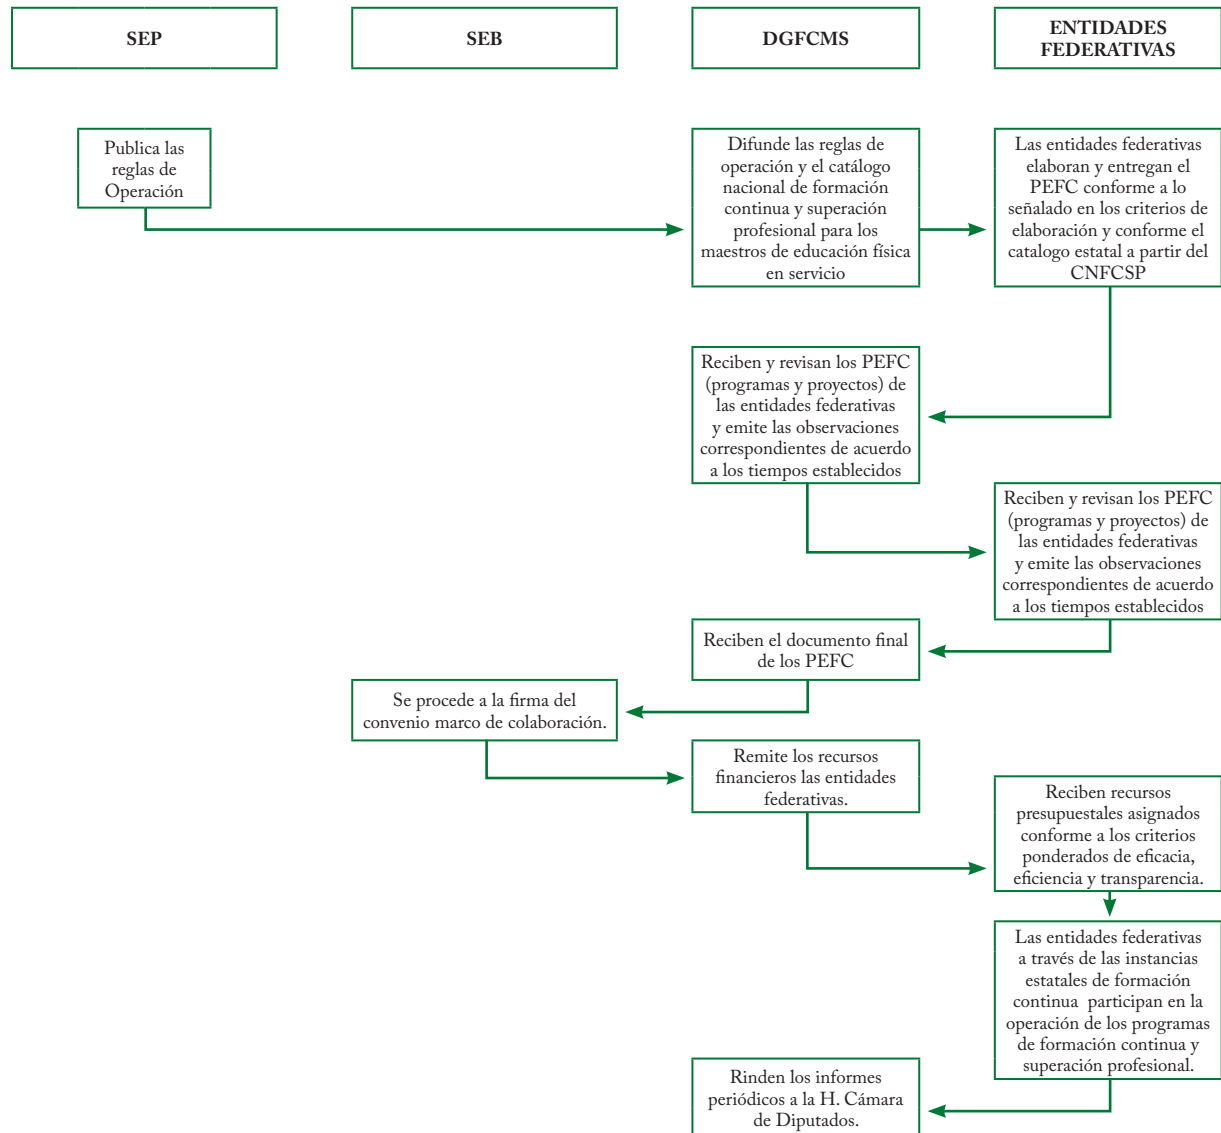 SEP
SEB
DGFCMS
ENTIDADES
FEDERATIVAS
Publica las
reglas de
Operación
Difunde las reglas de
operación y el catálogo
nacional de formación
continua y superación
profesional para los
maestros de educación física
en servicio
Las entidades federativas
elaboran y entregan el
PEFC conforme a lo
señalado en los criterios de
elaboración y conforme el
catalogo estatal a partir del
CNFCSP
Reciben y revisan los PEFC
(programas y proyectos) de
las entidades federativas
y emite las observaciones
correspondientes de acuerdo
a los tiempos establecidos
Reciben y revisan los PEFC
(programas y proyectos) de
las entidades federativas
y emite las observaciones
correspondientes de acuerdo
a los tiempos establecidos
Reciben el documento final
de los PEFC
Se procede a la firma del
convenio marco de colaboración.
Remite los recursos
financieros las entidades
federativas.
Reciben recursos
presupuestales asignados
conforme a los criterios
ponderados de eficacia,
eficiencia y transparencia.
Las entidades federativas
a través de las instancias
estatales de formación
continua participan en la
operación de los programas
de formación continua y
superación profesional.
Rinden los informes
periódicos a la H. Cámara
de Diputados.